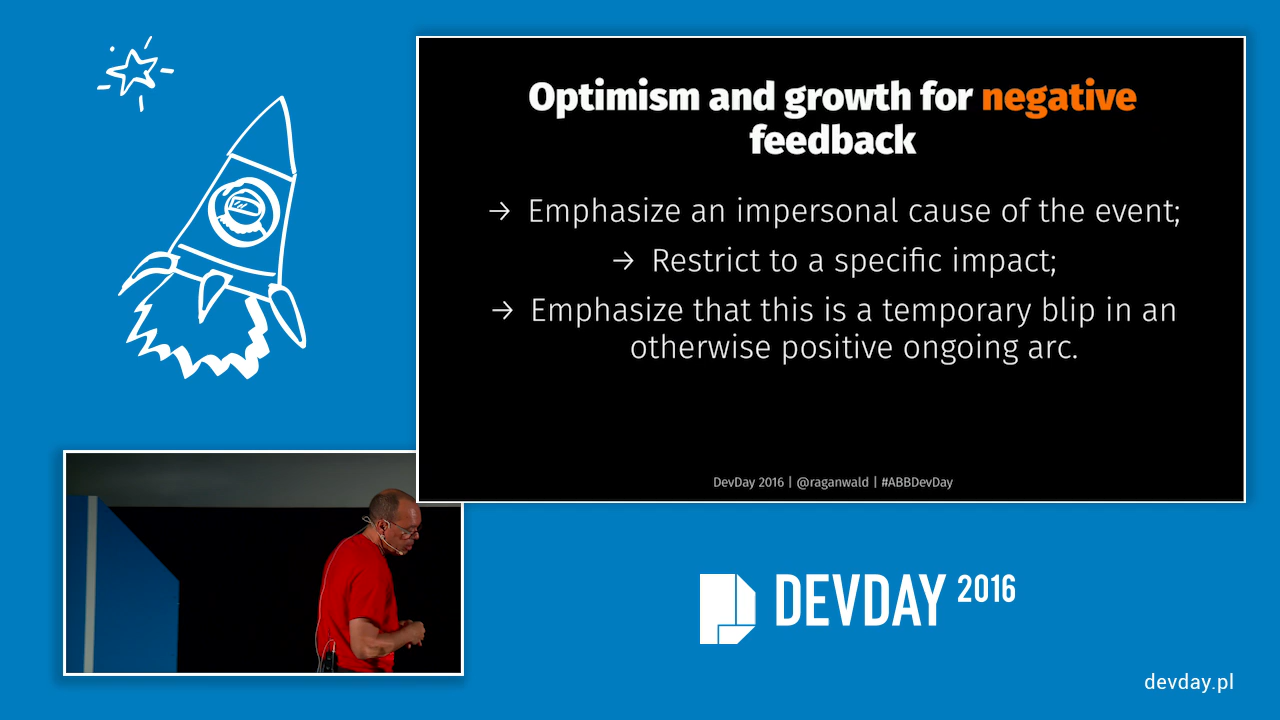 Optimism and growth for negative
feedback
→ Emphasize an impersonal cause of the event;
→ Restrict to a specific impact;
→ Emphasize that this is a temporary blip in an
otherwise positive ongoing arc.
DevDay 2016 | @raganwald | #ABBDevDay
DEVDAY 2016
devday.pl